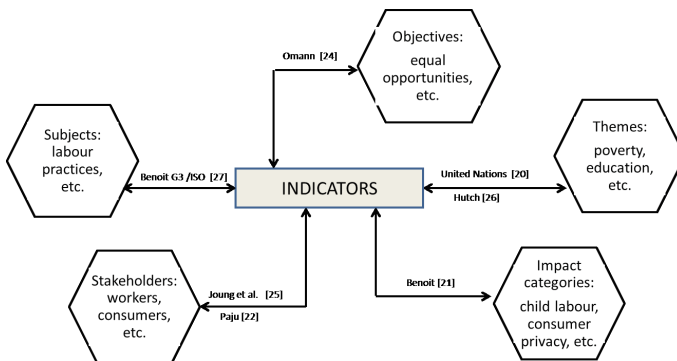 Objectives:
equal
opportunities,
etc.
Omann [24]
Subjects:
labour
practices,
etc.
Themes:
poverty,
education,
etc.
Benoit G3 /ISO [27]
INDICATORS
United Nations [20]
Hutch [26]
Stakeholders:
workers,
consumers,
etc.
Joung et al. [25]
Paju [22]
Benoit [21]
Impact
categories:
child labour,
consumer
privacy, etc.